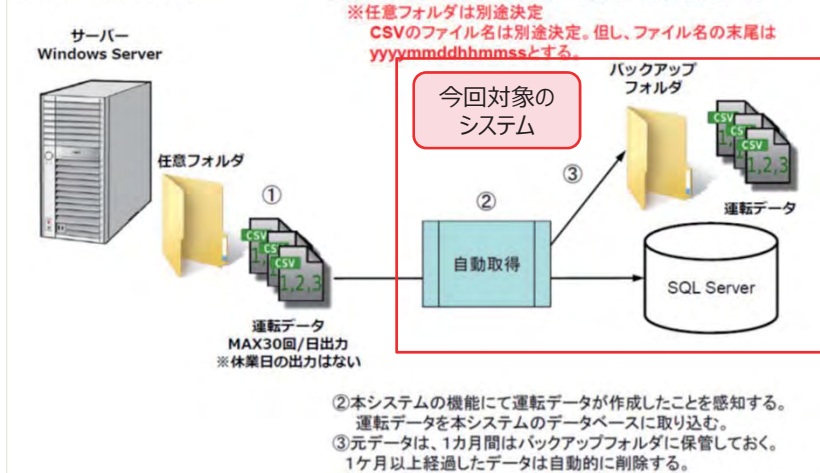 ※任意フォルダは別途決定
CSVのファイル名は別途決定。但し、ファイル名の末尾は
yyyymmddhhmmssとする。
サーバー
Windows Server
今回対象の
システム
バックアップ
フォルダ
任意フォルダ
①
②
③
CSV
1,2,3
運転データ
自動取得
SQL Server
CSV
CS
CSV
1,2,3
運転データ
MAX30回/日出力
※休業日の出力はない
②本システムの機能にて運転データが作成したことを感知する。
運転データを本システムのデータベースに取り込む。
③元データは、1カ月間はバックアップフォルダに保管しておく。
1ケ月以上経過したデータは自動的に削除する。